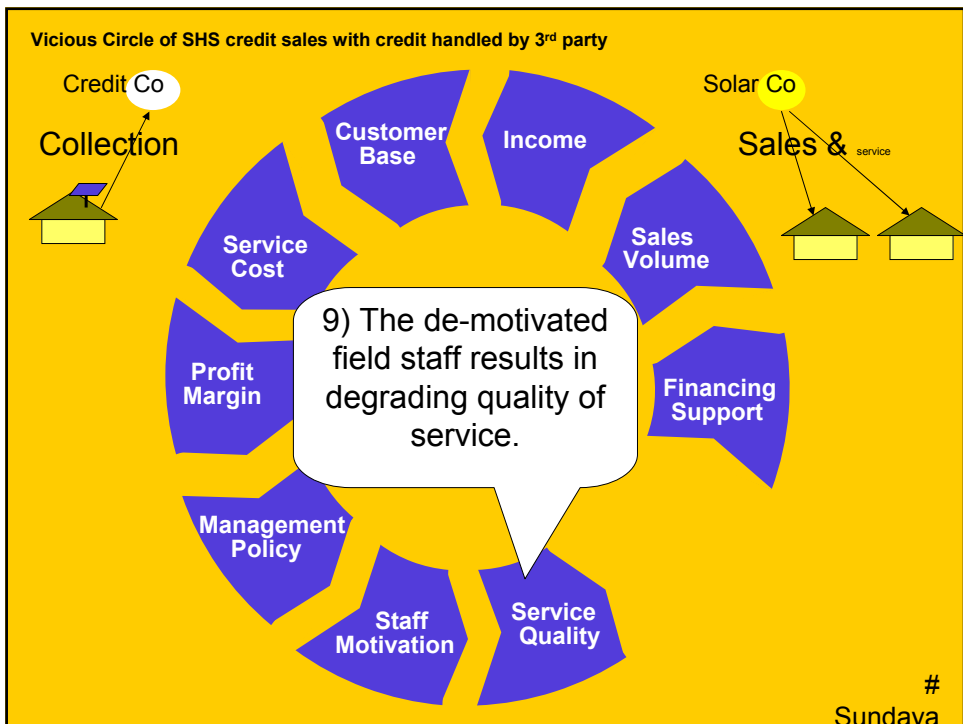 Vicious Circle of SHS credit sales with credit handled by 3rd party
Credit Co
Solar Co
Collection
Sales & service
Customer
Base
Income
Service
Cost
Sales
Volume
9) The de-motivated
field staff results in
degrading quality of
service.
Profit
Margin
Financing
Support
Management
Policy
Staff
Motivation
Service
Quality
#
Sundaya